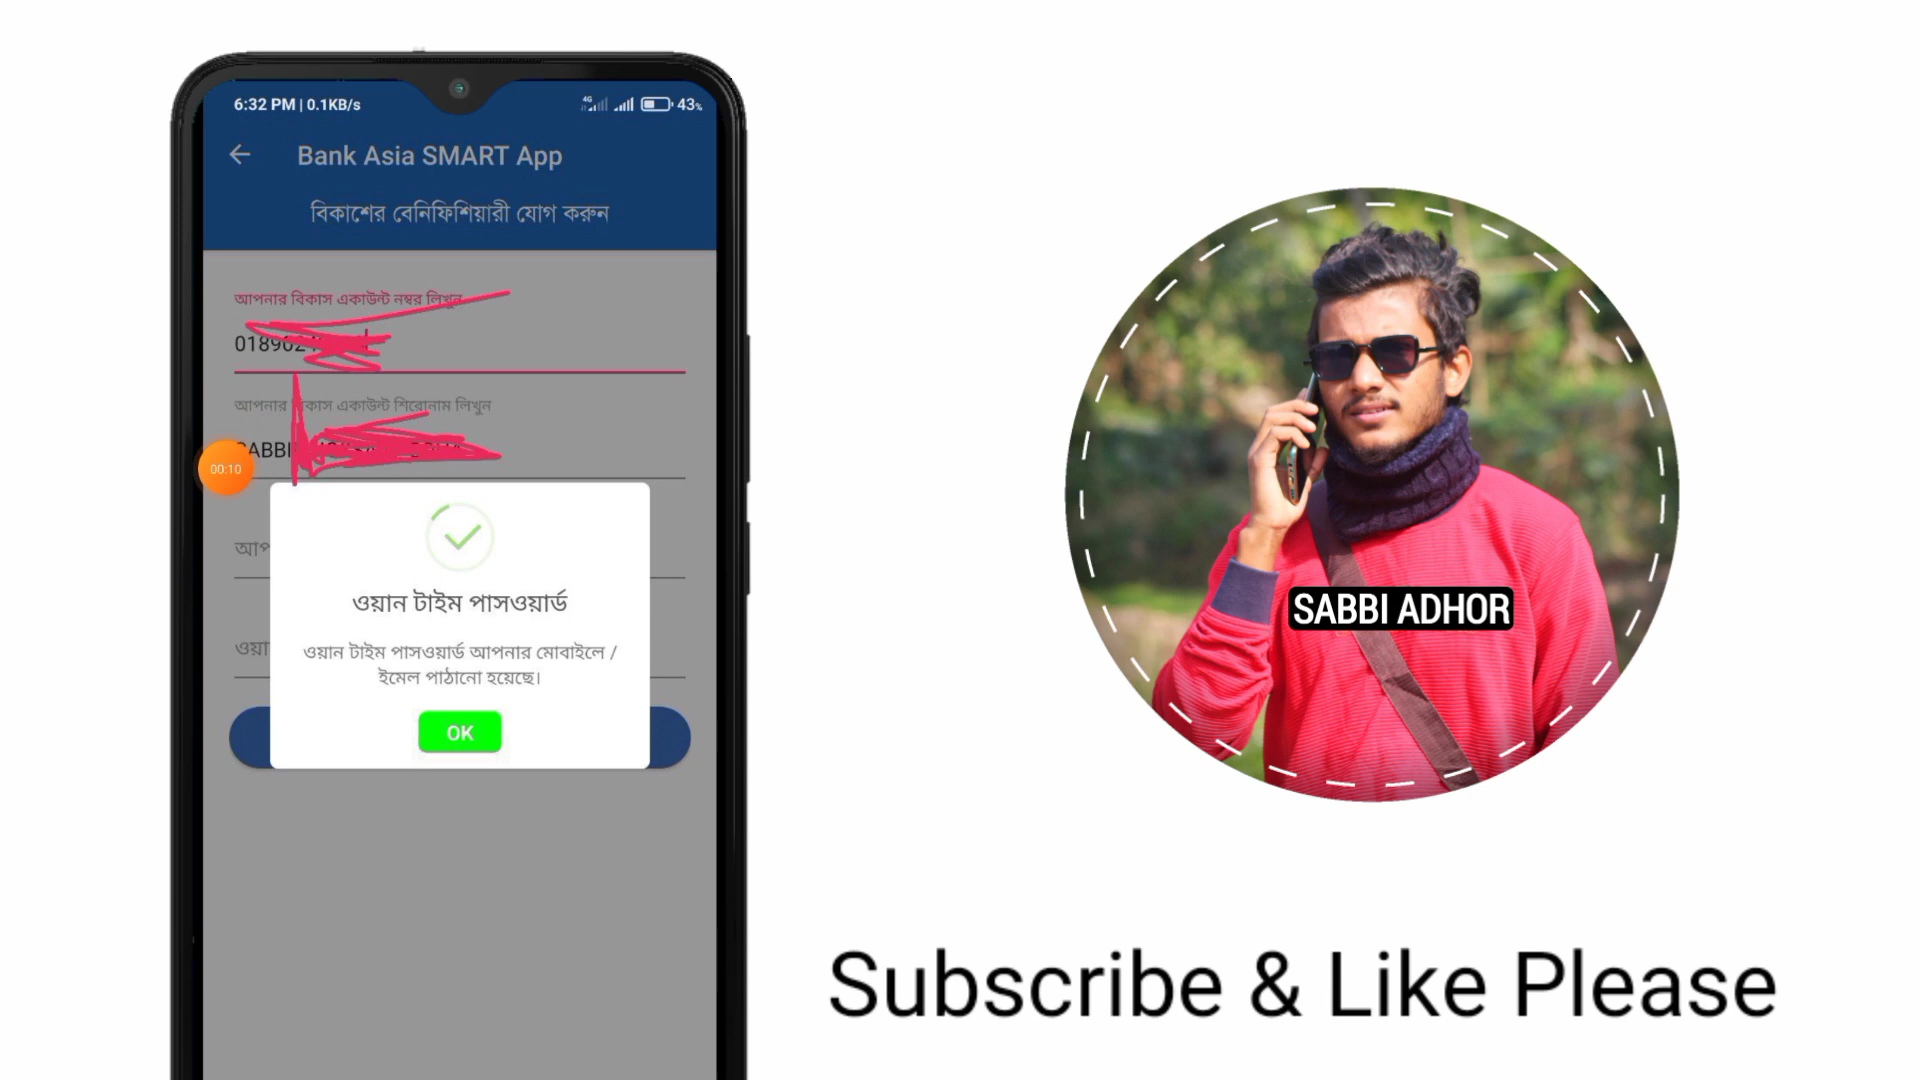 6:32 PM | 0.1KB/s
4G
43%
Bank Asia SMART App
বিকাশের বেনিফিশিয়ারী যোগ করুন
আপনার বিকাস একাউন্ট নম্বর লিখুন
আপনার বিকাস একাউন্ট শিরোনাম লিখুন
00:10
ওয়ান টাইম পাসওয়ার্ড
ওয়ান টাইম পাসওয়ার্ড আপনার মোবাইলে /
ইমেল পাঠানো হয়েছে।
OK
SABBI ADHOR
Subscribe & Like Please